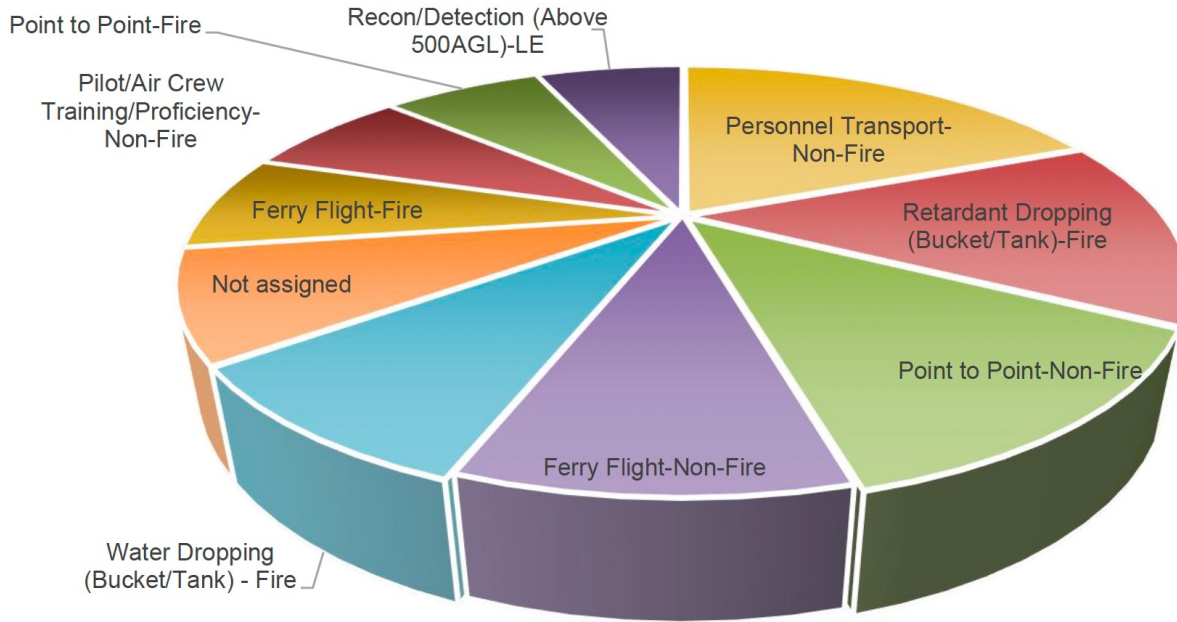 Recon/Detection (Above
500AGL)-LE
Point to Point-Fire
Pilot/Air Crew
Training/Proficiency-
Non-Fire
Personnel Transport-
Non-Fire
Ferry Flight-Fire
Retardant Dropping
(Bucket/Tank)-Fire
Not assigned
Point to Point-Non-Fire
Ferry Flight-Non-Fire
Water Dropping
(Bucket/Tank) - Fire